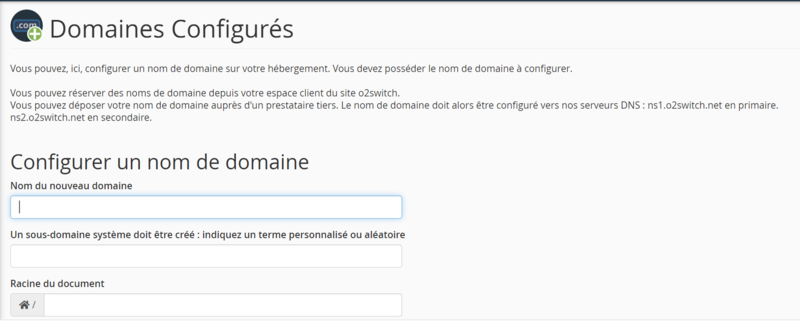 .com
Domaines Configurés
Vous pouvez, ici, configurer un nom de domaine sur votre hébergement. Vous devez posséder le nom de domaine à configurer.
Vous pouvez réserver des noms de domaine depuis votre espace client du site o2switch.
Vous pouvez déposer votre nom de domaine auprès d'un prestataire tiers. Le nom de domaine doit alors être configuré vers nos serveurs DNS : ns1.o2switch.net en primaire.
ns2.o2switch.net en secondaire.
Configurer un nom de domaine
Nom du nouveau domaine
Un sous-domaine système doit être créé : indiquez un terme personnalisé ou aléatoire
Racine du document
/